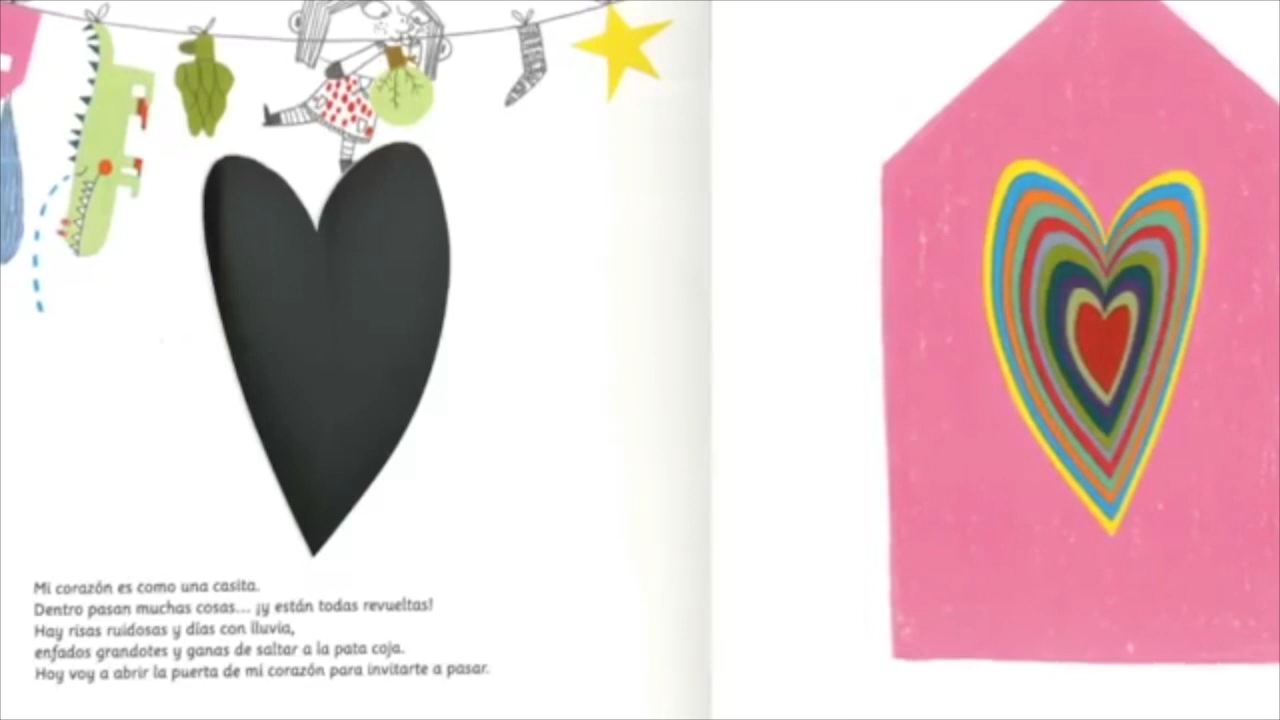 Mi corazón es como una casita.
Dentro pasan muchas cosas... ¡y están todas revueltas!
Hay risas ruidosas y días con lluvia,
enfados grandotes y ganas de saltar a la pata coja.
Hoy voy a abrir la puerta de mi corazón para invitarte a pasar.